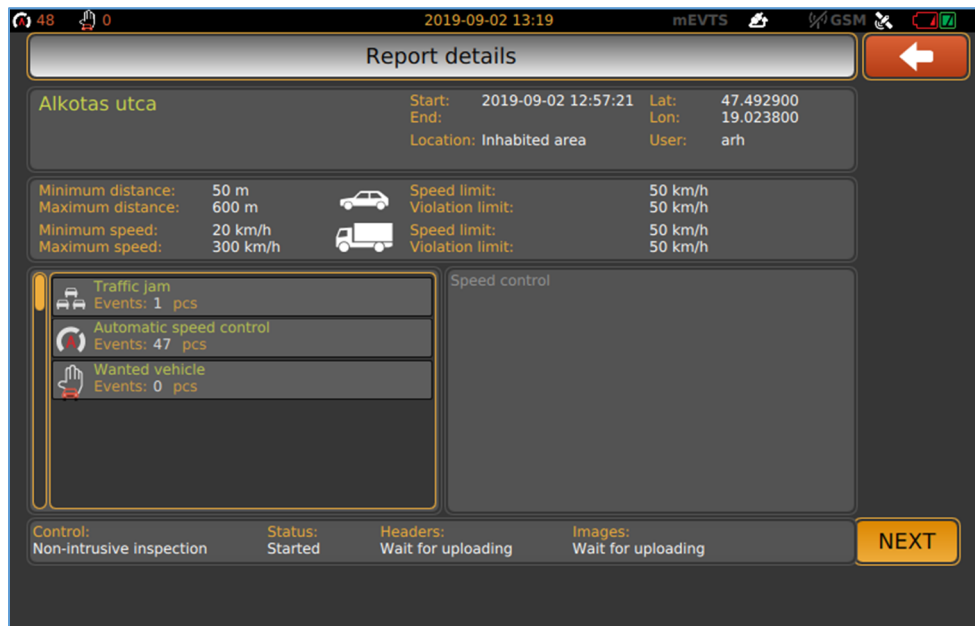 48 0 2019-09-02 13:19 mEVTS GSM
Report details
Alkotas utca
Start: 2019-09-02 12:57:21 Lat: 47.492900
End: Lon: 19.023800
Location: Inhabited area User: arh
Minimum distance: 50 m Speed limit: 50 km/h
Maximum distance: 600 m Violation limit: 50 km/h
Minimum speed: 20 km/h Speed limit: 50 km/h
Maximum speed: 300 km/h Violation limit: 50 km/h
Traffic jam
Events: 1 pcs
Automatic speed control
Events: 47 pcs
Wanted vehicle
Events: 0 pcs
Speed control
Control: Status: Headers: Images:
Non-intrusive inspection Started Wait for uploading Wait for uploading
NEXT